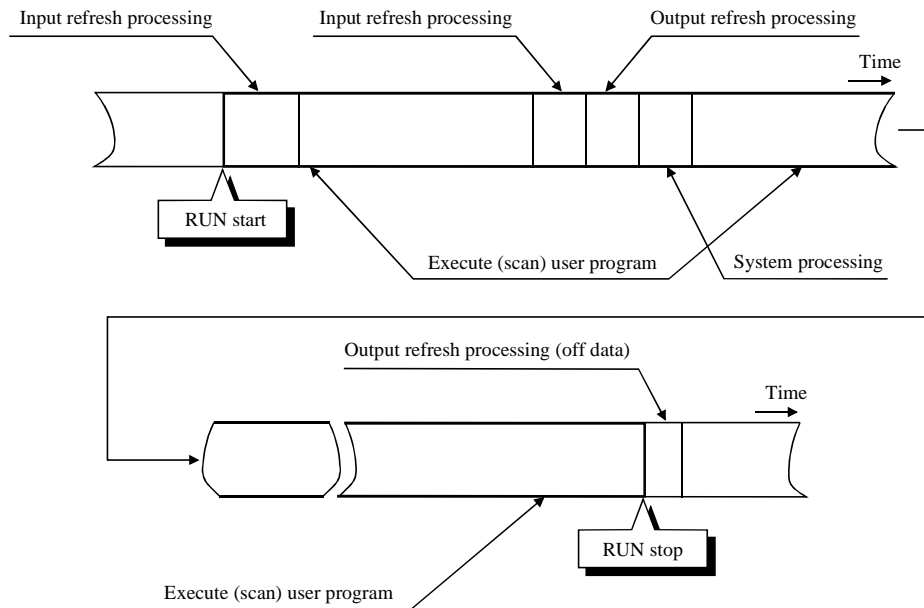 Input refresh processing
Input refresh processing
Output refresh processing
Time
RUN start
Execute (scan) user program
System processing
Output refresh processing (off data)
Time
RUN stop
Execute (scan) user program